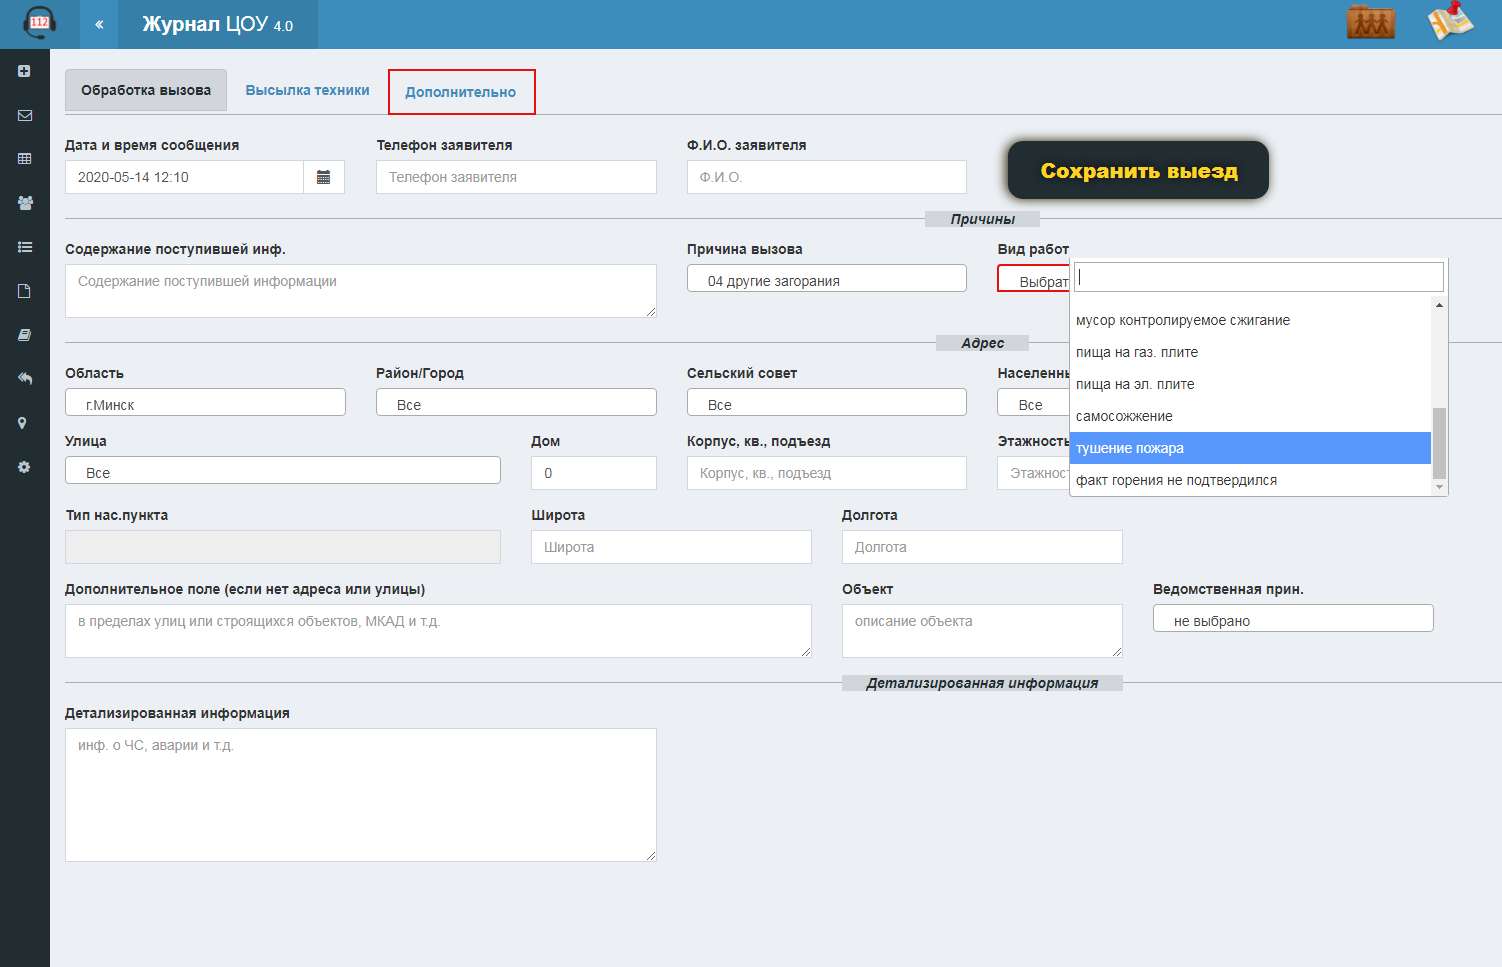 112
«
Журнал ЦОУ 4.0
Обработка вызова
Высылка техники
Дополнительно
Дата и время сообщения
Телефон заявителя
Ф.И.О. заявителя
2020-05-14 12:10
Телефон заявителя
Ф.И.О.
Сохранить выезд
Причины
Содержание поступившей инф.
Причина вызова
Вид работ
Содержание поступившей информации
04 другие загорания
Выбрат
мусор контролируемое сжигание
пища на газ. плите
пища на эл. плите
самосожжение
тушение пожара
факт горения не подтвердился
Адрес
Область
Район/Город
Сельский совет
Населенны
г.Минск
Все
Все
Все
Улица
Дом
Корпус, кв., подъезд
Этажность
Все
0
Корпус, кв., подъезд
Этажност
Тип нас.пункта
Широта
Долгота
Широта
Долгота
Дополнительное поле (если нет адреса или улицы)
Объект
Ведомственная прин.
в пределах улиц или строящихся объектов, МКАД и т.д.
описание объекта
не выбрано
Детализированная информация
Детализированная информация
инф. о ЧС, аварии и т.д.